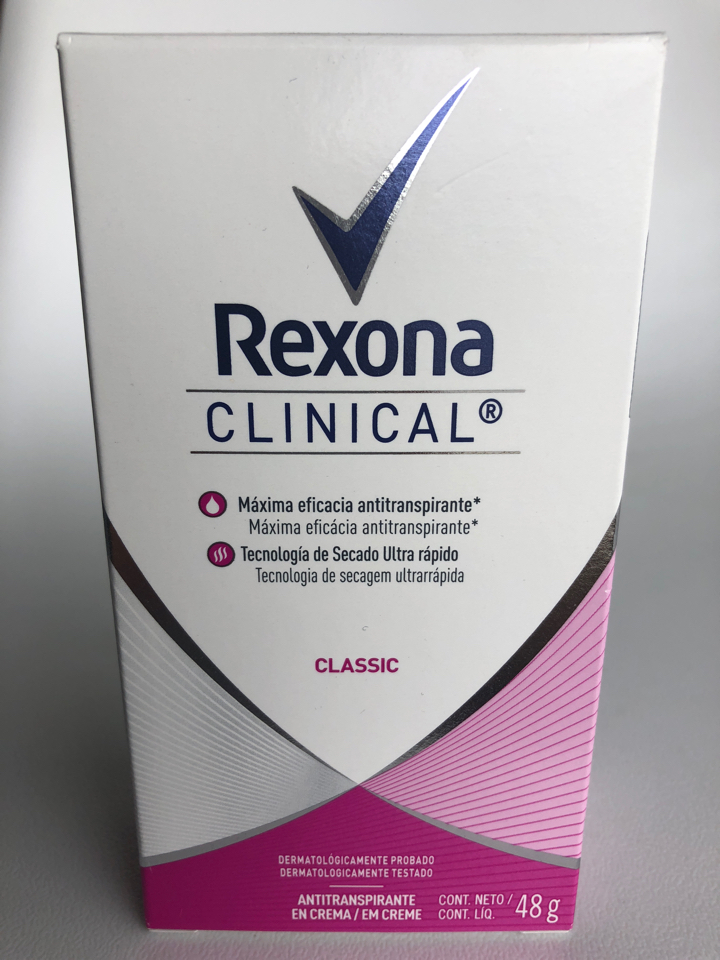 Rexona
CLINICAL®
Máxima eficacia antitranspirante*
Máxima eficácia antitranspirante*
Tecnología de Secado Ultra rápido
Tecnologia de secagem ultrarrápida
CLASSIC
DERMATOLÓGICAMENTE PROBADO
DERMATOLOGICAMENTE TESTADO
ANTITRANSPIRANTE
EN CREMA / EM CREME
CONT. NETO /
CONT. LÍQ.
48 g